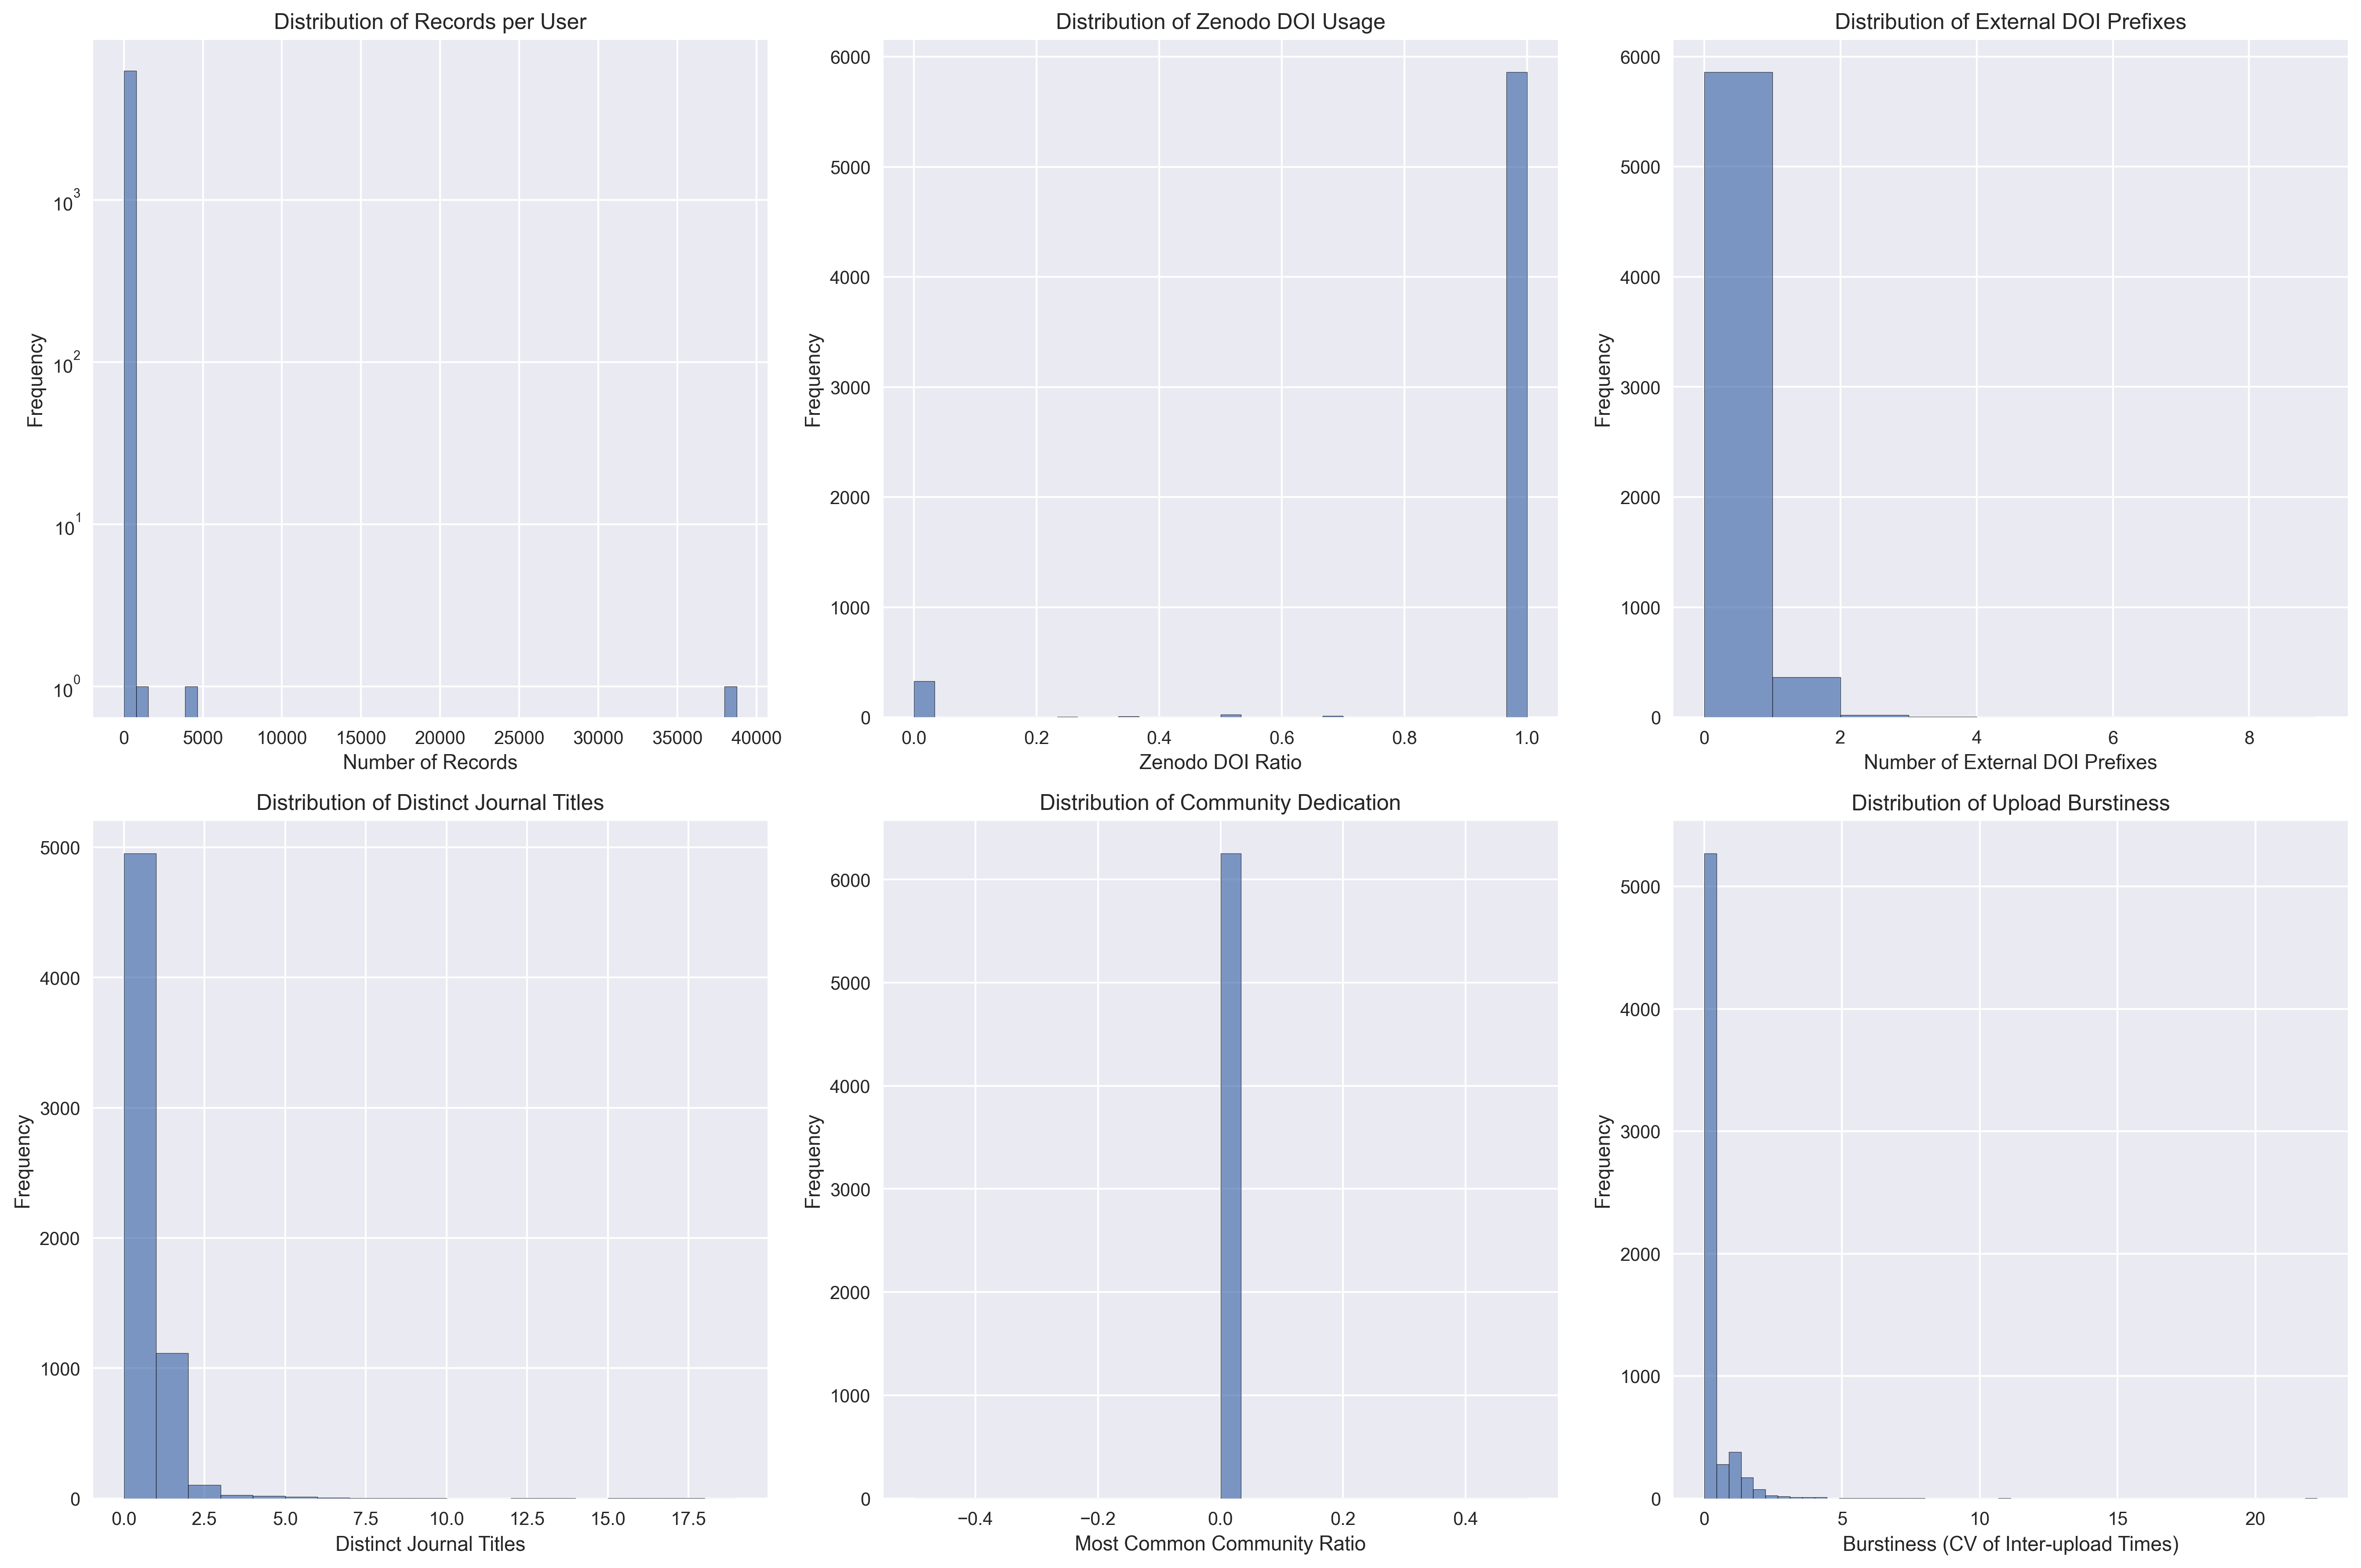 Distribution of Records per User
Frequency
10^3
10^2
10^1
10^0
0 5000 10000 15000 20000 25000 30000 35000 40000
Number of Records
Distribution of Zenodo DOI Usage
Frequency
6000
5000
4000
3000
2000
1000
0
0.0 0.2 0.4 0.6 0.8 1.0
Zenodo DOI Ratio
Distribution of External DOI Prefixes
Frequency
6000
5000
4000
3000
2000
1000
0
0 2 4 6 8
Number of External DOI Prefixes
Distribution of Distinct Journal Titles
Frequency
5000
4000
3000
2000
1000
0
0.0 2.5 5.0 7.5 10.0 12.5 15.0 17.5
Distinct Journal Titles
Distribution of Community Dedication
Frequency
6000
5000
4000
3000
2000
1000
0
−0.4 −0.2 0.0 0.2 0.4
Most Common Community Ratio
Distribution of Upload Burstiness
Frequency
5000
4000
3000
2000
1000
0
0 5 10 15 20
Burstiness (CV of Inter-upload Times)